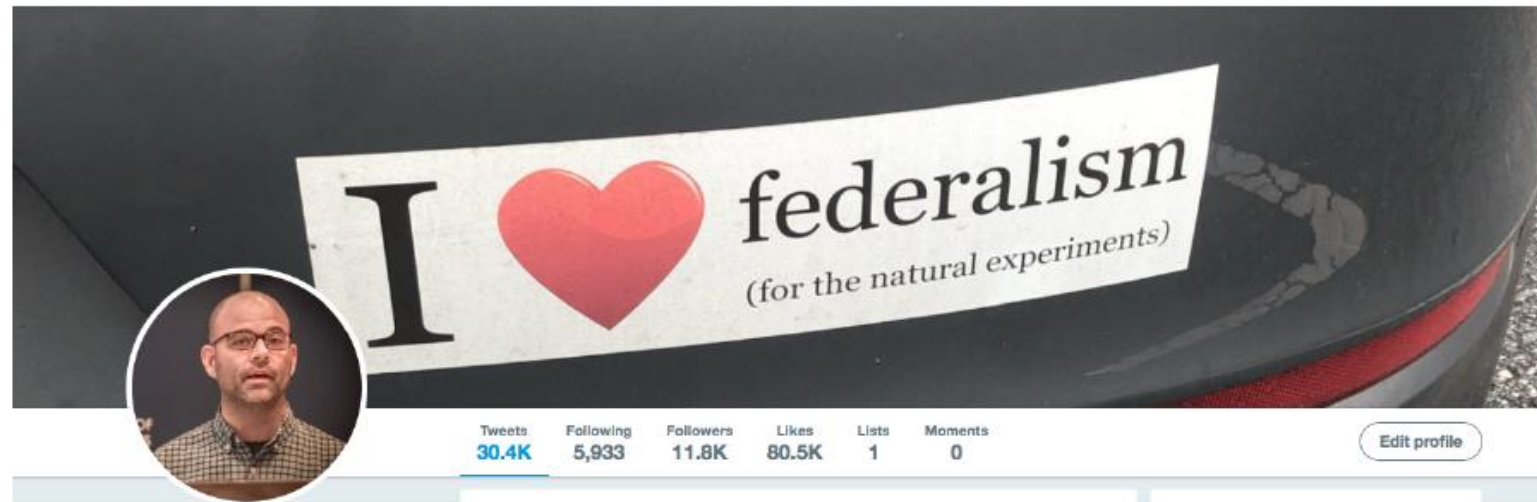 I federalism
(for the natural experiments)
Tweets Following Followers Likes Lists Moments
30.4K 5,933 11.8K 80.5K 1 0
Edit profile